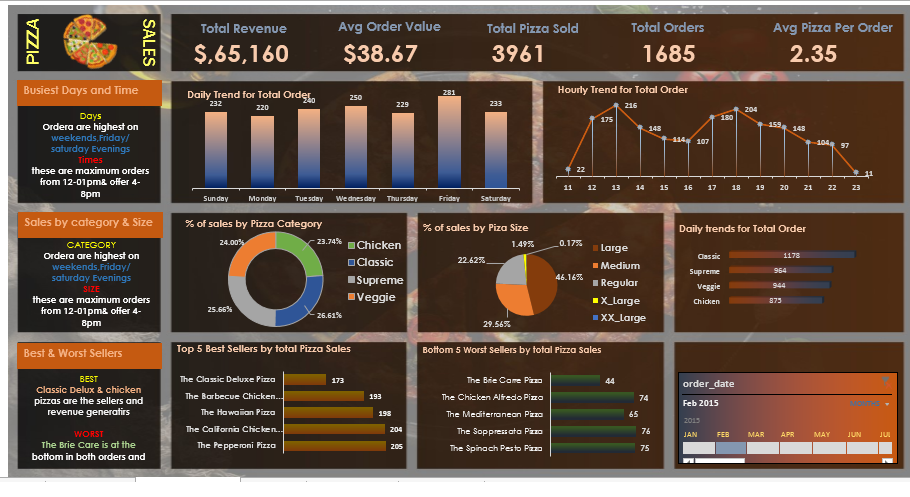 PIZZA
SALES
Total Revenue
$,65,160
Avg Order Value
$38.67
Total Pizza Sold
3961
Total Orders
1685
Avg Pizza Per Order
2.35
Busiest Days and Time
Days
Ordera are highest on
weekends,Friday/
saturday Evenings
Times
these are maximum orders
from 12-01pm& offer 4-
8pm
Daily Trend for Total Order
232
220
240
250
229
281
233
Sunday
Monday
Tuesday
Wednesday
Thursday
Friday
Saturday
Hourly Trend for Total Order
22
175
216
148
114
107
180
204
159
148
104
97
11
11
12
13
14
15
16
17
18
19
20
21
22
23
Sales by category & Size
CATEGORY
Ordera are highest on
weekends,Friday/
saturday Evenings
SIZE
these are maximum orders
from 12-01pm& offer 4-
8pm
% of sales by Pizza Category
24.00%
23.74%
25.66%
26.61%
Chicken
Classic
Supreme
Veggie
% of sales by Piza Size
1.49%
0.17%
22.62%
46.16%
29.56%
Large
Medium
Regular
X_Large
XX_Large
Daily trends for Total Order
Classic 1178
Supreme 964
Veggie 944
Chicken 875
Best & Worst Sellers
BEST
Classic Delux & chicken
pizzas are the sellers and
revenue generatirs
WORST
The Brie Care is at the
bottom in both orders and
Top 5 Best Sellers by total Pizza Sales
The Classic Deluxe Pizza 173
The Barbecue Chicken... 193
The Hawaiian Pizza 198
The California Chicken... 204
The Pepperoni Pizza 205
Bottom 5 Worst Sellers by total Pizza Sales
The Brie Carre Pizza 44
The Chicken Alfredo Pizza 74
The Mediterranean Pizza 65
The Soppressata Pizza 76
The Spinach Pesto Pizza 75
order_date
Feb 2015
2015
JAN FEB MAR APR MAY JUN JUL